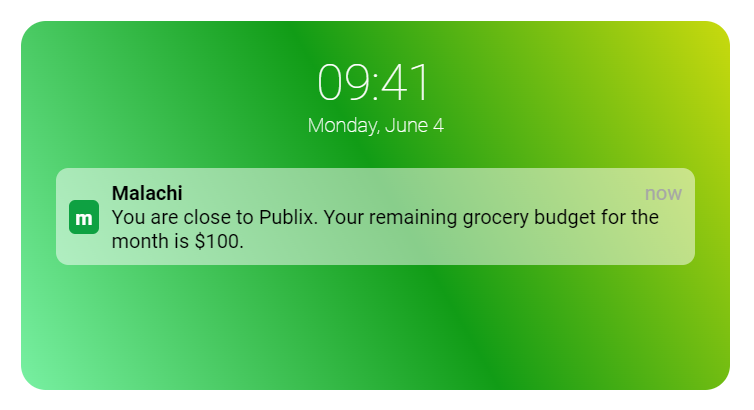 09:41
Monday, June 4
Malachi
now
m
You are close to Publix. Your remaining grocery budget for the
month is $100.